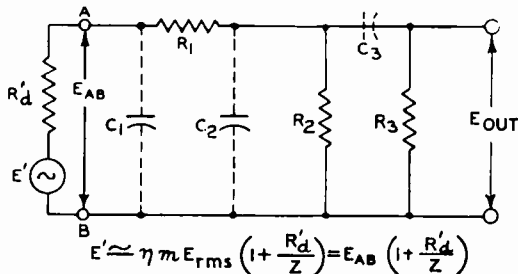 A
R1
C3
R'd
EAB
C1
C2
R2
R3
EOUT
E'
B
E' ≃ η m Erms (1 + R'd/Z) = EAB (1 + R'd/Z)